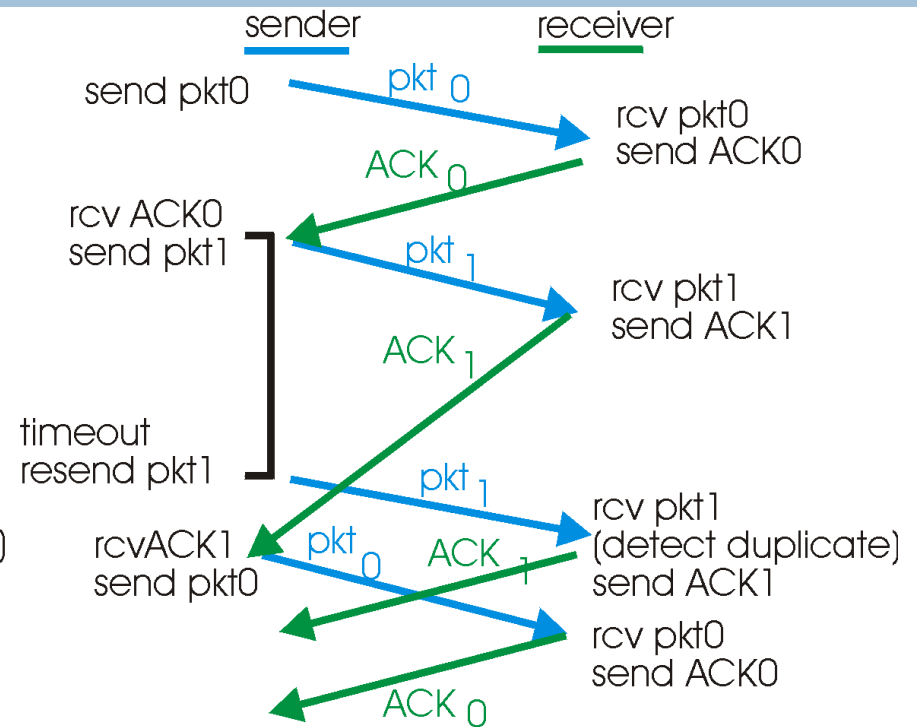 sender
receiver
send pkt0
pkt 0
rcv pkt0
send ACK0
ACK 0
rcv ACK0
send pkt1
pkt 1
rcv pkt1
send ACK1
ACK 1
timeout
resend pkt1
pkt 1
rcv pkt1
(detect duplicate)
send ACK1
)
rcvACK1
send pkt0
pkt 0
ACK 1
rcv pkt0
send ACK0
ACK 0